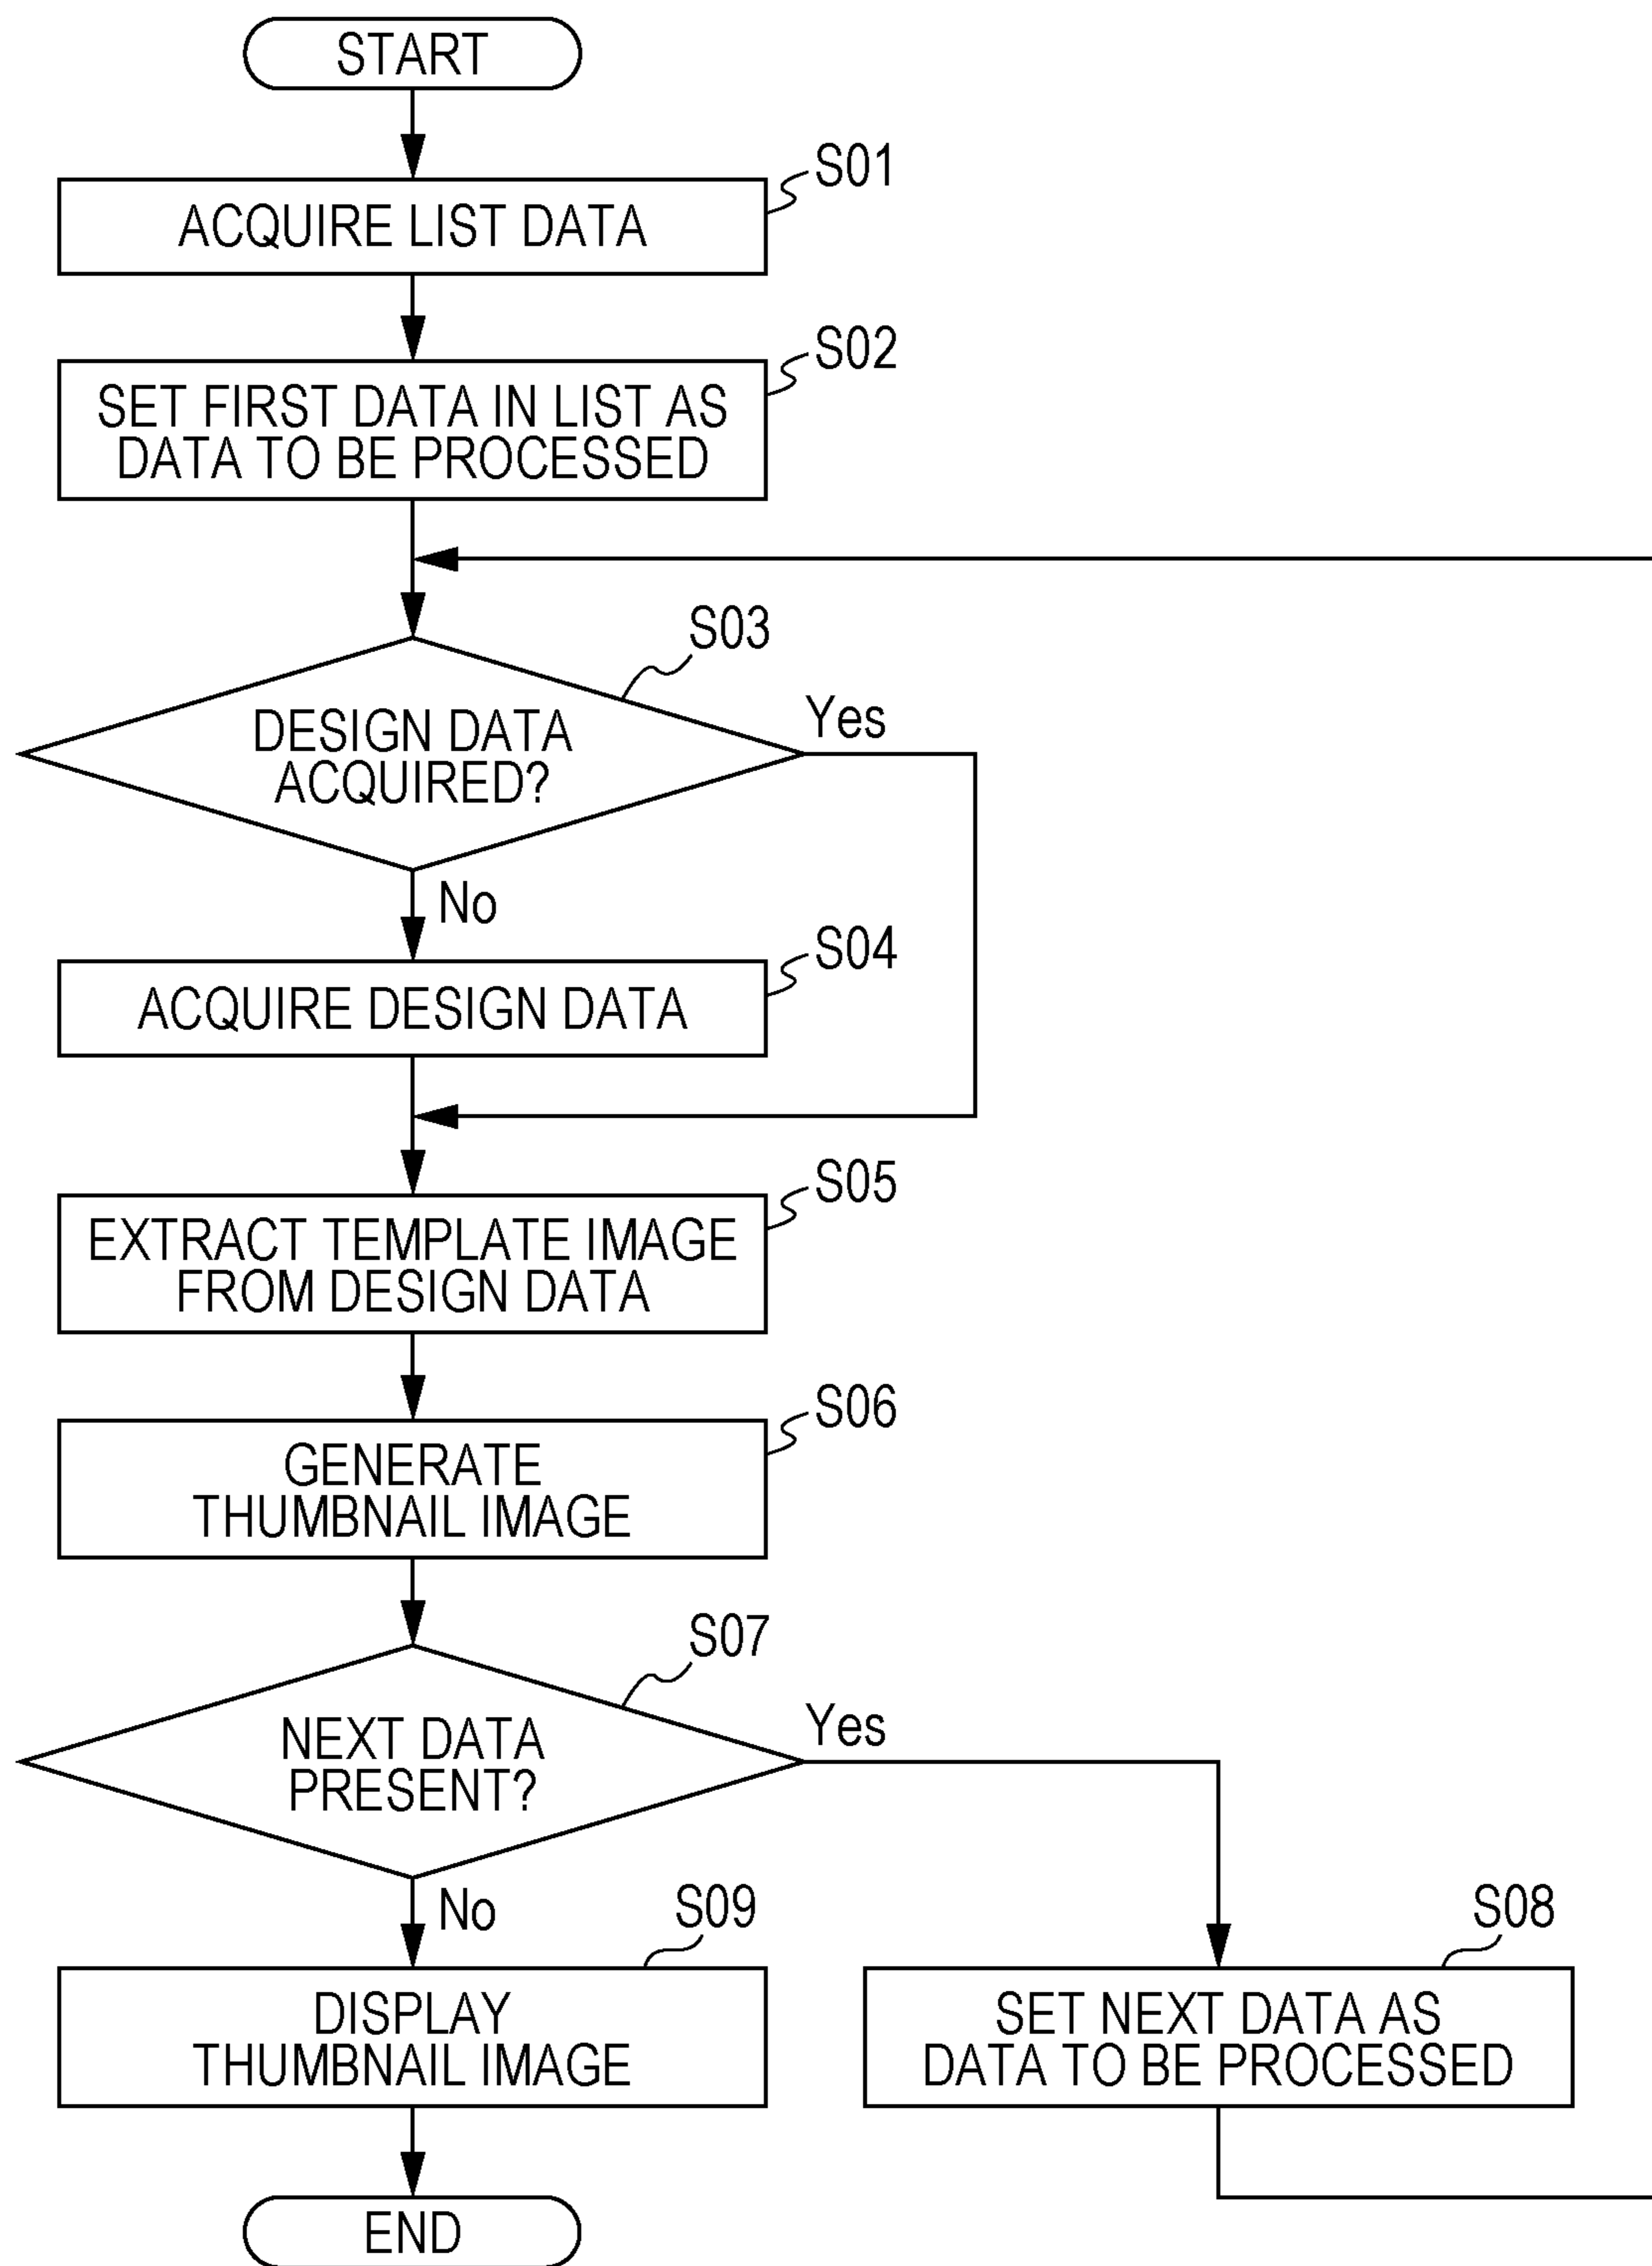 START
S01
ACQUIRE LIST DATA
S02
SET FIRST DATA IN LIST AS
DATA TO BE PROCESSED
S03
DESIGN DATA
ACQUIRED?
Yes
No
S04
ACQUIRE DESIGN DATA
S05
EXTRACT TEMPLATE IMAGE
FROM DESIGN DATA
S06
GENERATE
THUMBNAIL IMAGE
S07
NEXT DATA
PRESENT?
Yes
No
S09
DISPLAY
THUMBNAIL IMAGE
S08
SET NEXT DATA AS
DATA TO BE PROCESSED
END